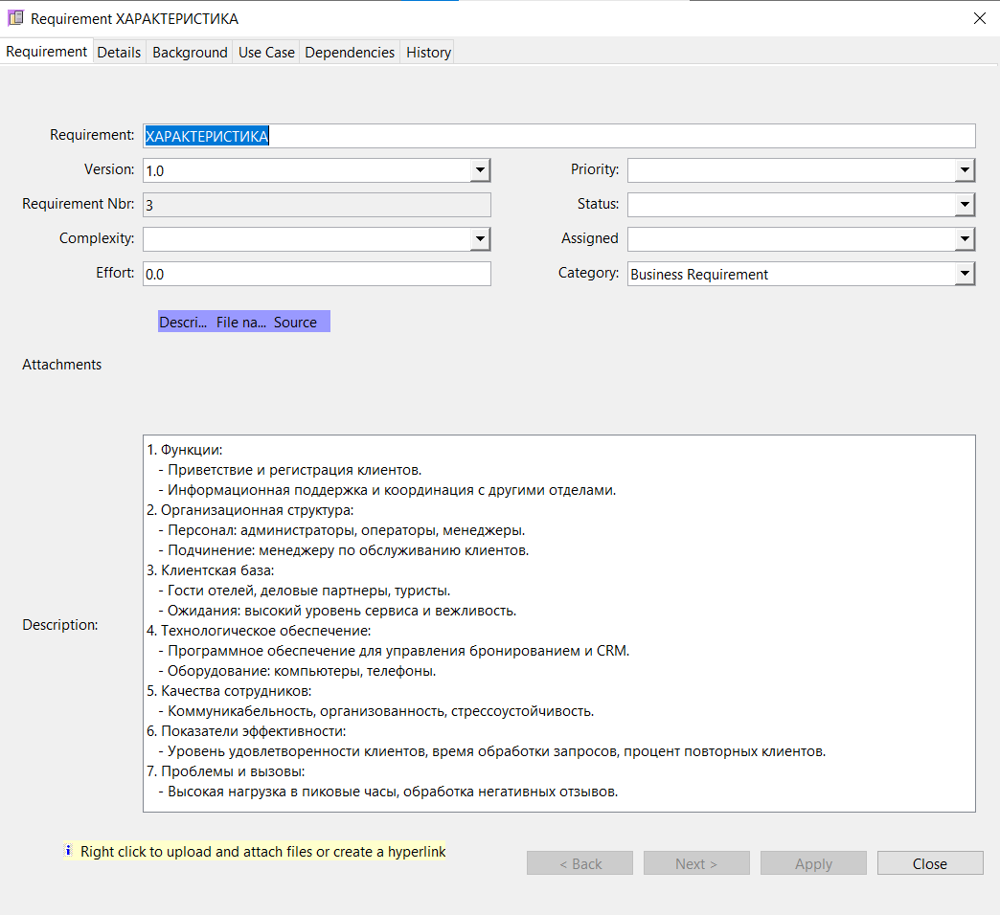 Requirement ХАРАКТЕРИСТИКА
Requirement Details Background Use Case Dependencies History
Requirement: ХАРАКТЕРИСТИКА
Version: 1.0 Priority:
Requirement Nbr: 3 Status:
Complexity: Assigned
Effort: 0.0 Category: Business Requirement
Descri... File na... Source
Attachments
Description:
1. Функции:
- Приветствие и регистрация клиентов.
- Информационная поддержка и координация с другими отделами.
2. Организационная структура:
- Персонал: администраторы, операторы, менеджеры.
- Подчинение: менеджеру по обслуживанию клиентов.
3. Клиентская база:
- Гости отелей, деловые партнеры, туристы.
- Ожидания: высокий уровень сервиса и вежливость.
4. Технологическое обеспечение:
- Программное обеспечение для управления бронированием и CRM.
- Оборудование: компьютеры, телефоны.
5. Качества сотрудников:
- Коммуникабельность, организованность, стрессоустойчивость.
6. Показатели эффективности:
- Уровень удовлетворенности клиентов, время обработки запросов, процент повторных клиентов.
7. Проблемы и вызовы:
- Высокая нагрузка в пиковые часы, обработка негативных отзывов.
i Right click to upload and attach files or create a hyperlink
< Back Next > Apply Close